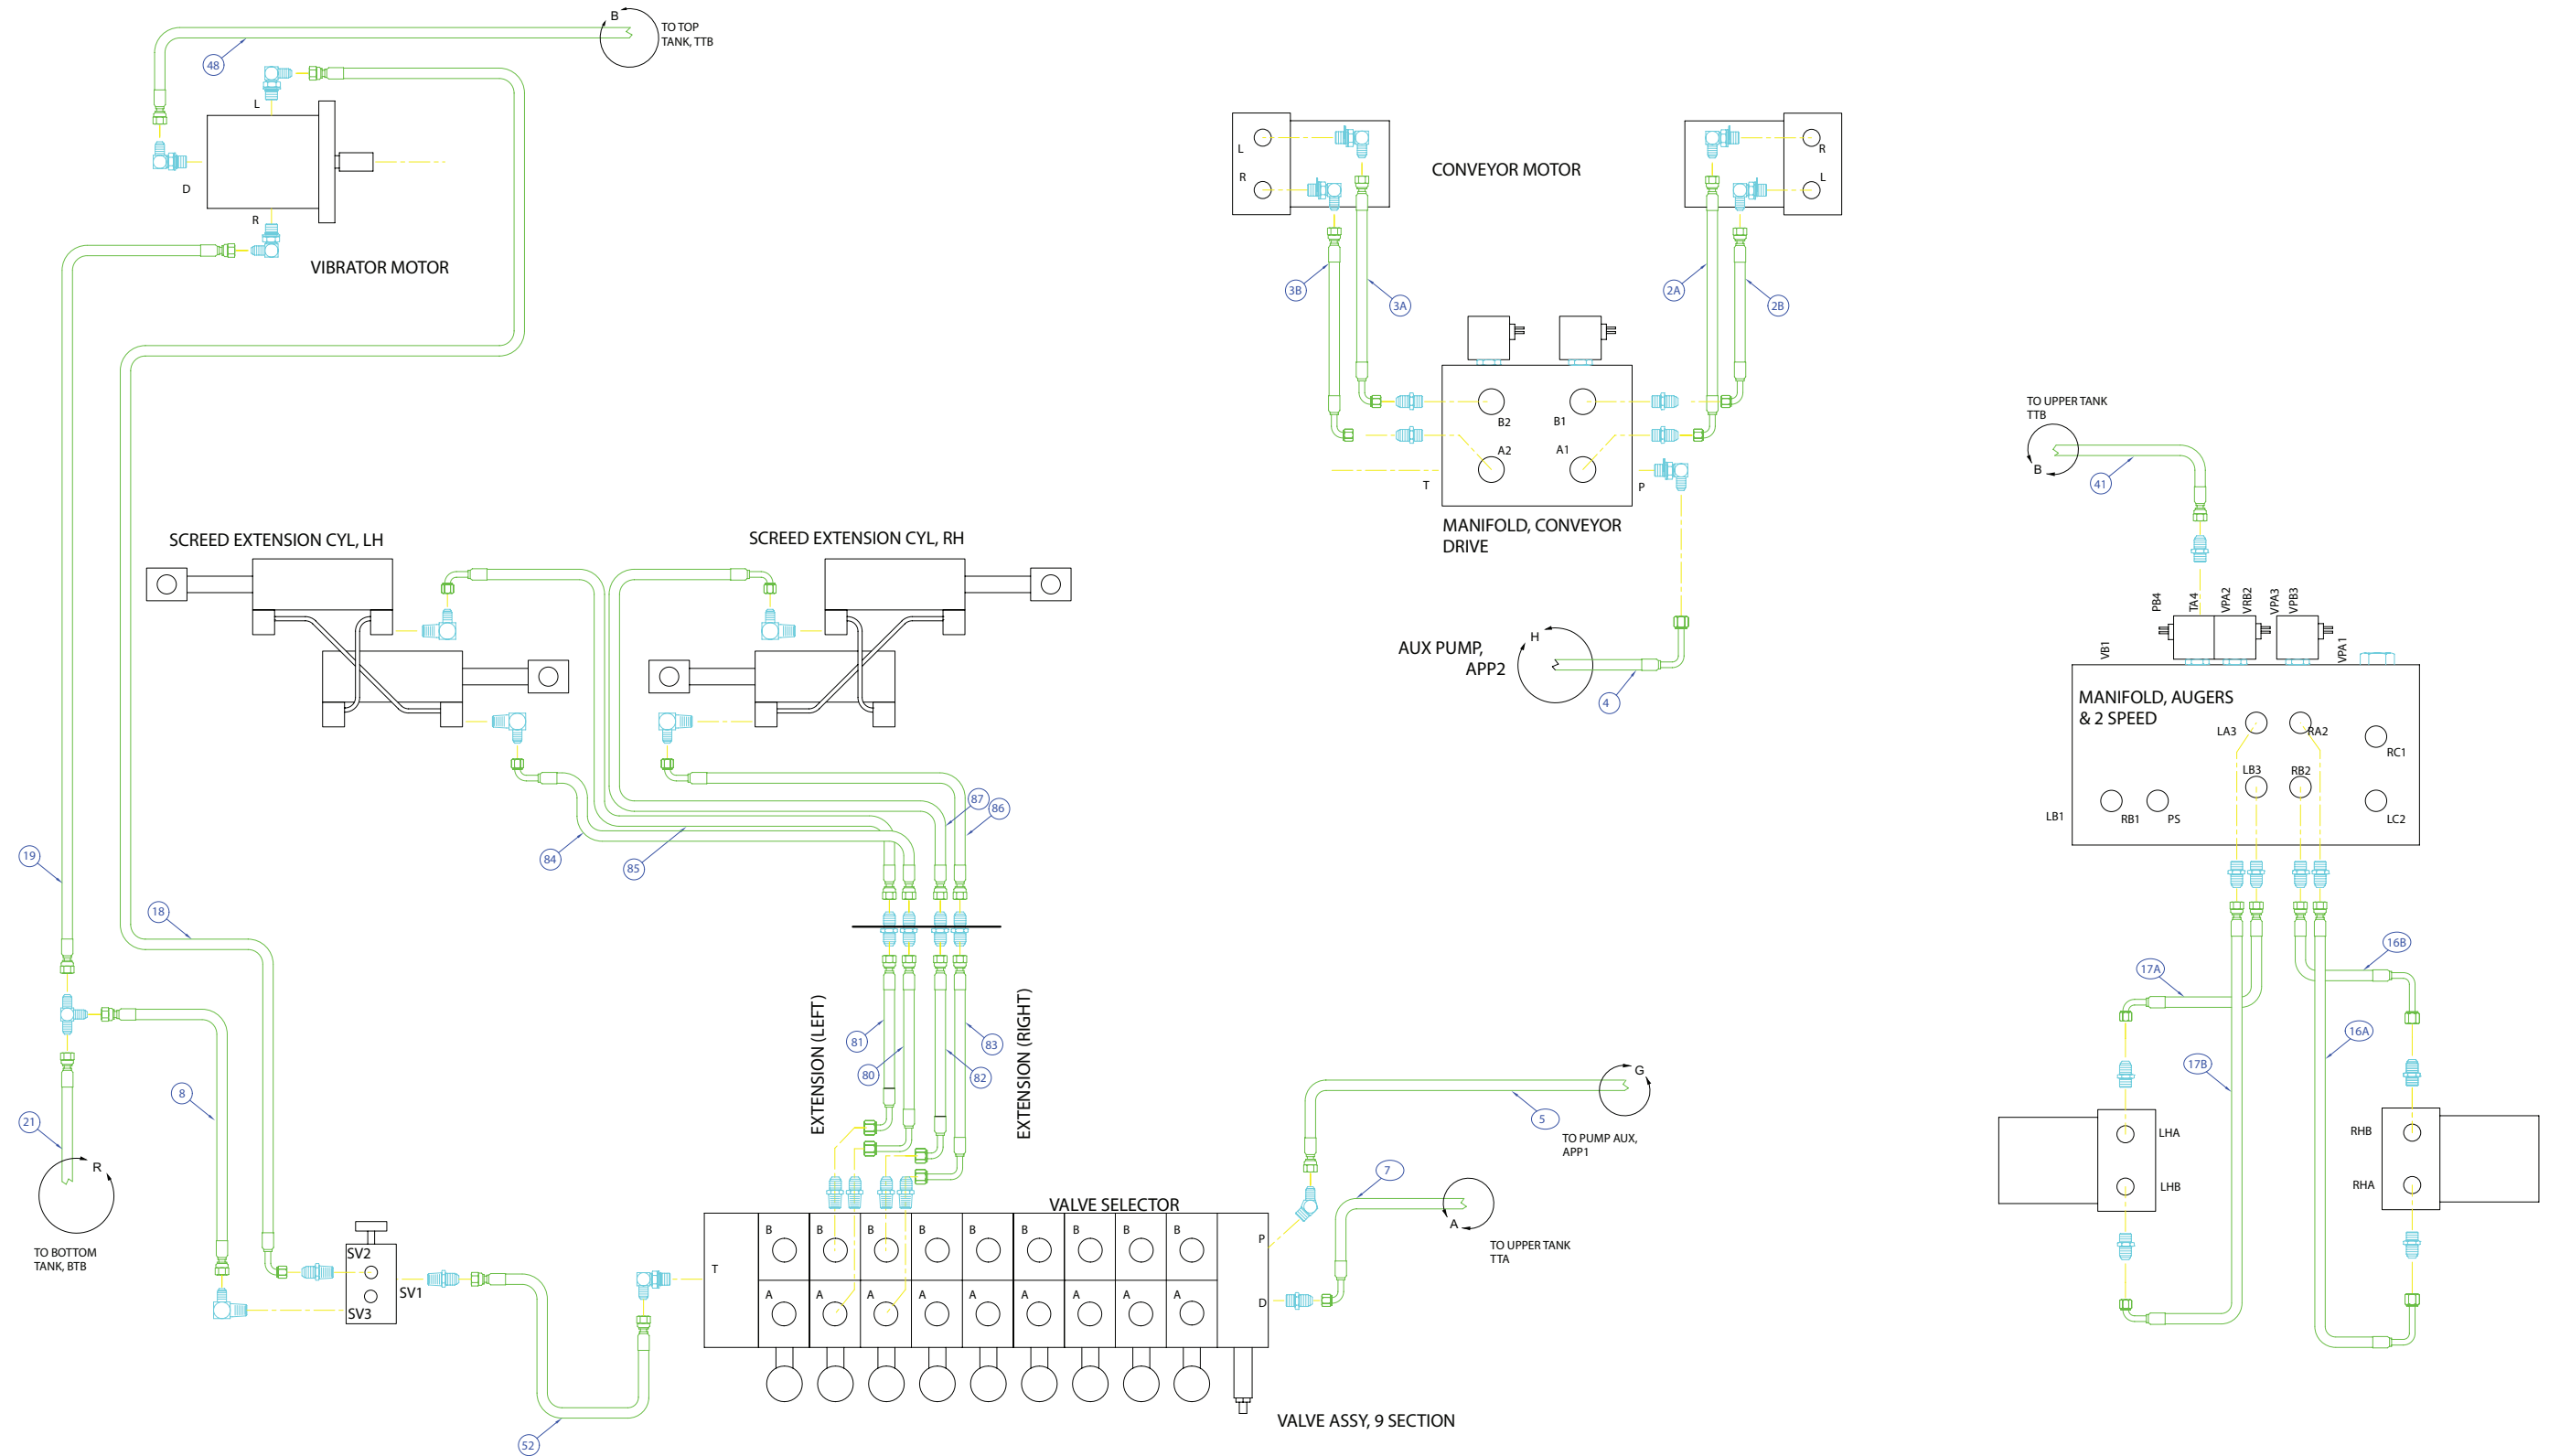 B
TO TOP
TANK, TTB
48
L
D
R
VIBRATOR MOTOR
L
R
CONVEYOR MOTOR
R
L
3B
3A
2A
2B
B2
B1
A2
A1
T
P
MANIFOLD, CONVEYOR
DRIVE
AUX PUMP,
APP2
H
4
TO UPPER TANK
TTB
B
41
PB4
TA4
VPA2
VRB2
VPA3
VPB3
VB1
VPA1
MANIFOLD, AUGERS
& 2 SPEED
LA3
RA2
RC1
LB3
RB2
LB1
RB1
PS
LC2
SCREED EXTENSION CYL, LH
SCREED EXTENSION CYL, RH
87
86
84
85
19
18
16B
17A
16A
17B
EXTENSION (LEFT)
EXTENSION (RIGHT)
81
83
80
82
8
21
R
TO BOTTOM
TANK, BTB
G
5
TO PUMP AUX,
APP1
7
A
TO UPPER TANK
TTA
LHA
LHB
RHB
RHA
SV2
SV1
SV3
52
VALVE SELECTOR
T
B
B
B
B
B
B
B
B
B
P
A
A
A
A
A
A
A
A
A
D
VALVE ASSY, 9 SECTION